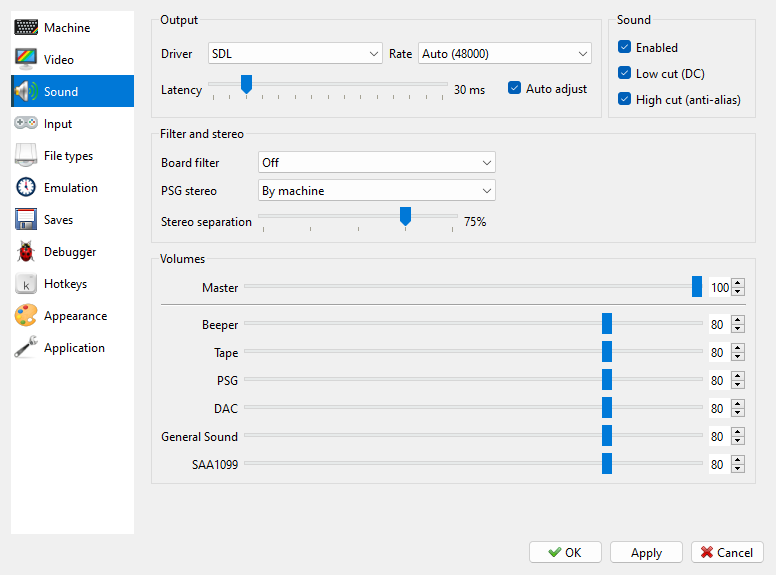 Machine
Video
Sound
Input
File types
Emulation
Saves
Debugger
k
Hotkeys
Appearance
Application
Output
Driver SDL Rate Auto (48000)
Latency 30 ms Auto adjust
Sound
Enabled
Low cut (DC)
High cut (anti-alias)
Filter and stereo
Board filter Off
PSG stereo By machine
Stereo separation 75%
Volumes
Master 100
Beeper 80
Tape 80
PSG 80
DAC 80
General Sound 80
SAA1099 80
OK Apply Cancel